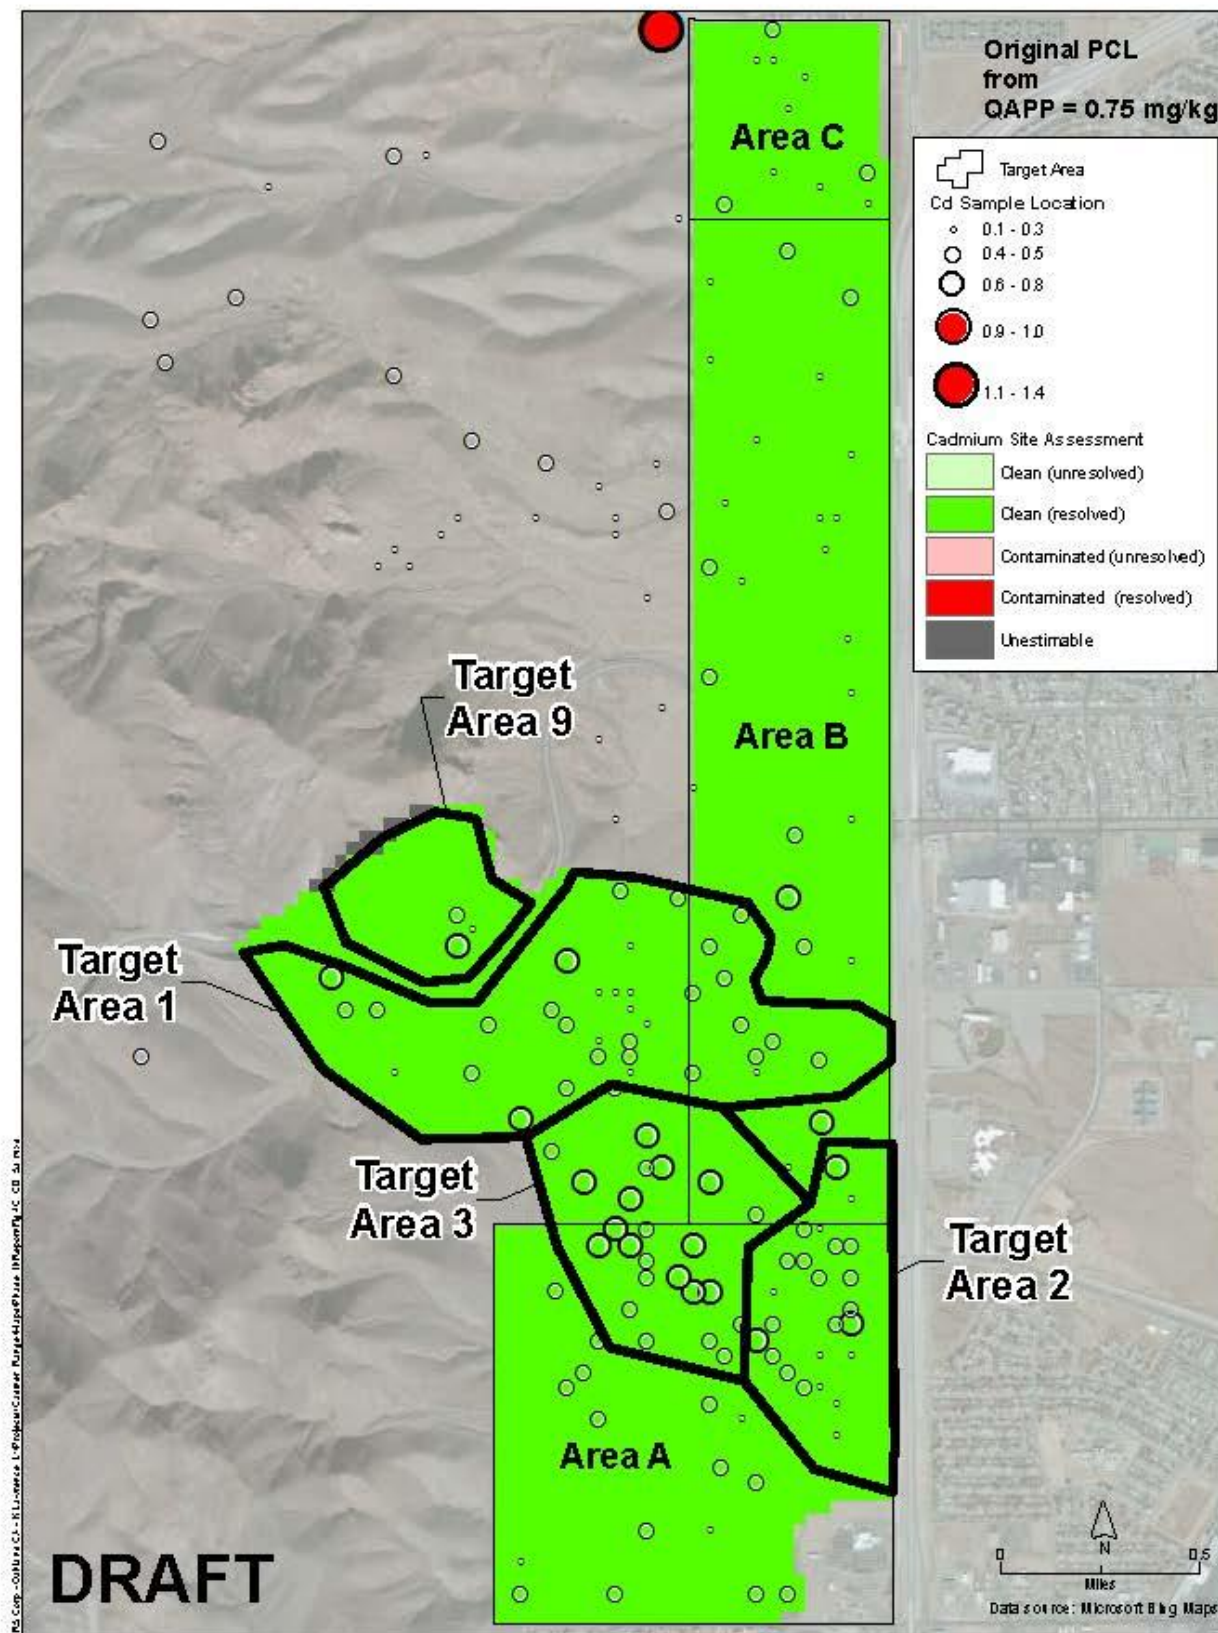 Original PCL
from
QAPP = 0.75 mg/kg
Area C
Target Area
Cd Sample Location
0.1 - 0.3
0.4 - 0.5
0.6 - 0.8
0.9 - 1.0
1.1 - 1.4
Cadmium Site Assessment
Clean (unresolved)
Clean (resolved)
Contaminated (unresolved)
Contaminated (resolved)
Unestimable
Target
Area 9
Area B
Target
Area 1
Target
Area 3
Target
Area 2
Area A
DRAFT
N
0 0.5
Miles
Data source: Microsoft Bing Maps